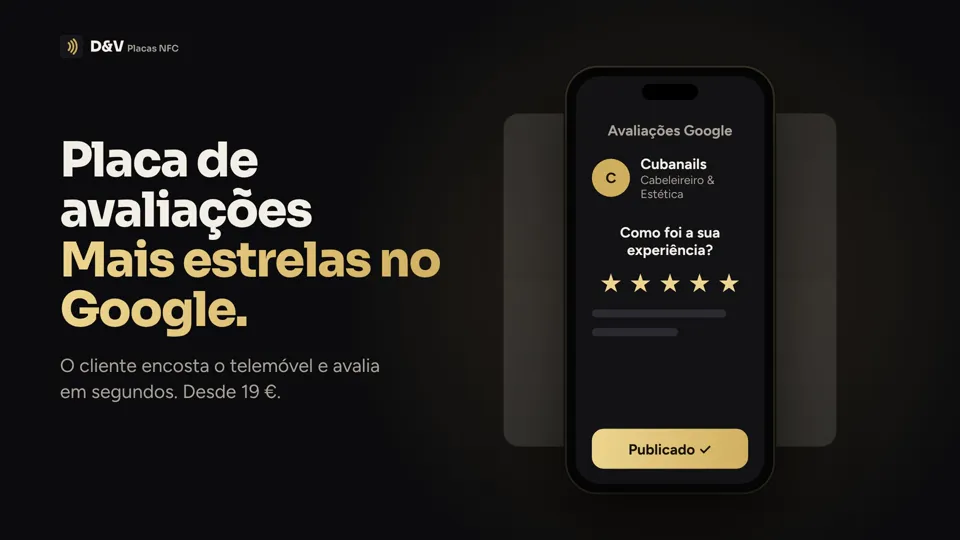 D&V Placas NFC
Placa de
avaliações
Mais estrelas no
Google.
O cliente encosta o telemóvel e avalia
em segundos. Desde 19 €.
Avaliações Google
C
Cubanails
Cabeleireiro &
Estética
Como foi a sua
experiência?
Publicado ✓